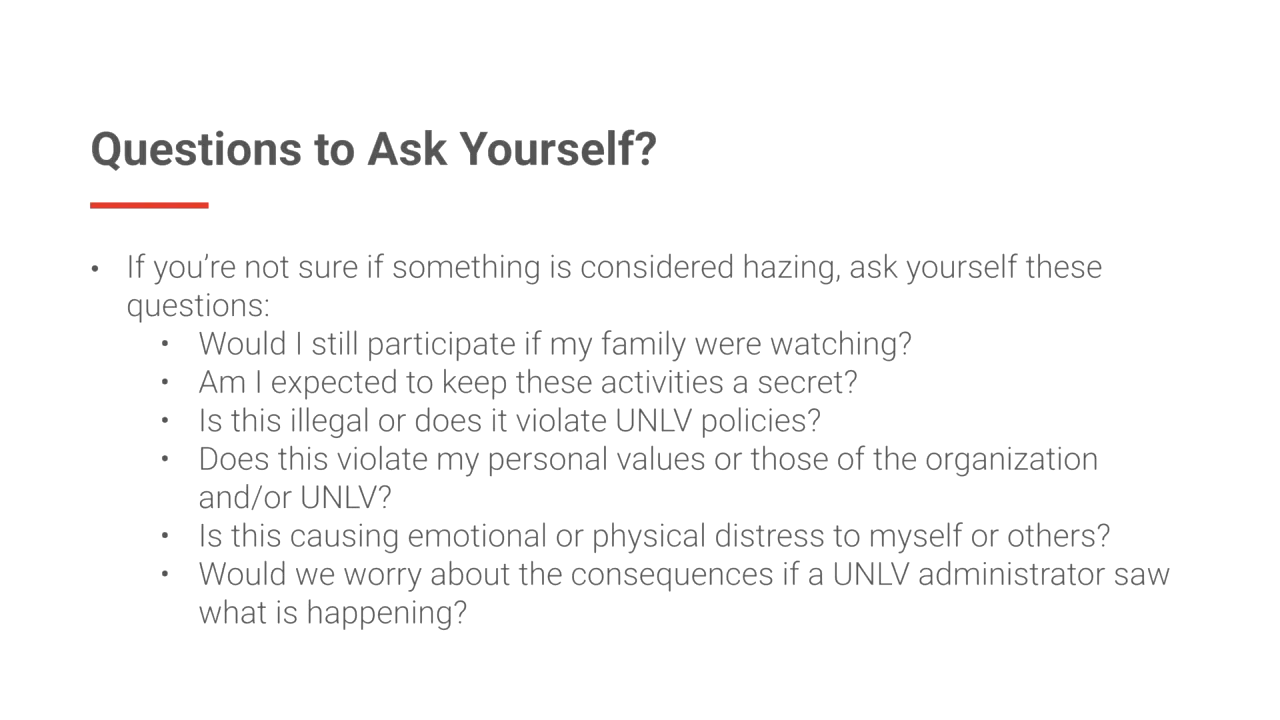 Questions to Ask Yourself?
• If you’re not sure if something is considered hazing, ask yourself these
questions:
• Would I still participate if my family were watching?
• Am I expected to keep these activities a secret?
• Is this illegal or does it violate UNLV policies?
• Does this violate my personal values or those of the organization
and/or UNLV?
• Is this causing emotional or physical distress to myself or others?
• Would we worry about the consequences if a UNLV administrator saw
what is happening?